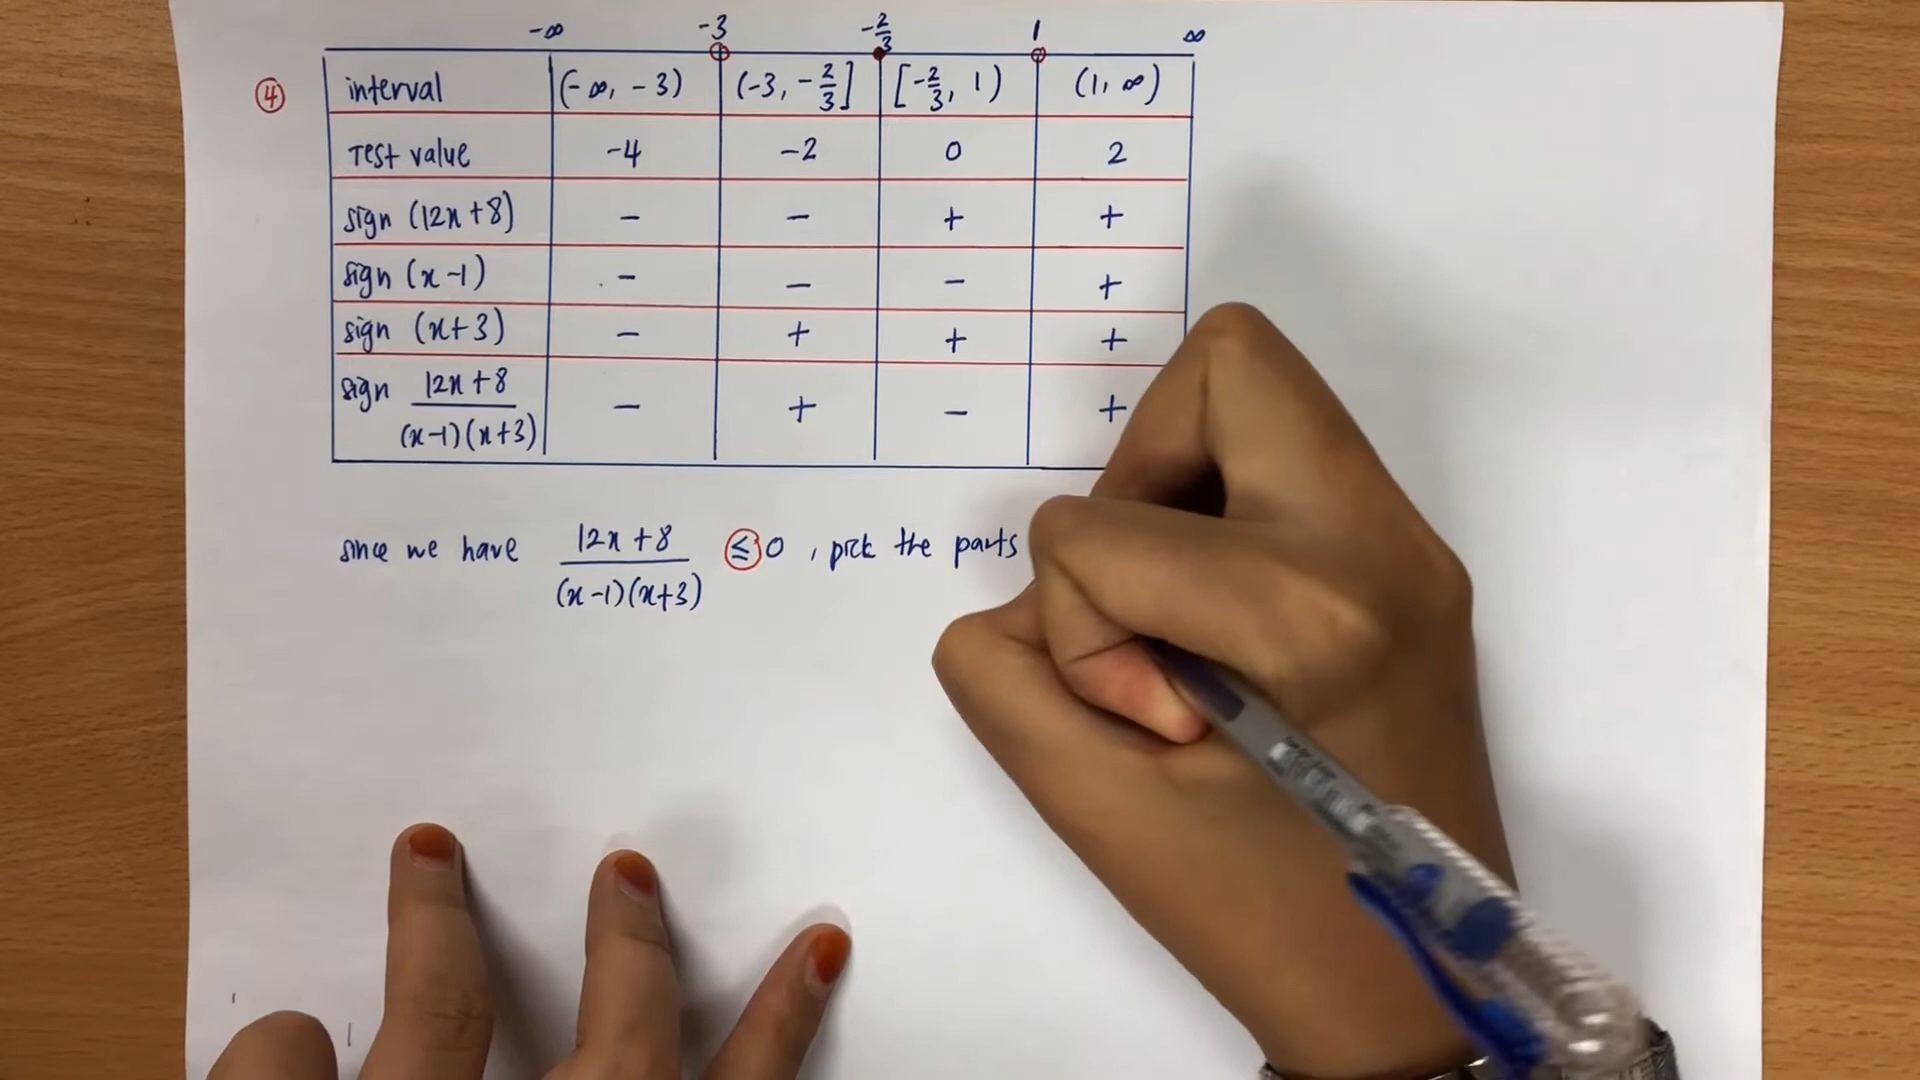 -∞ -3 -2/3 1 ∞
④ interval (-∞, -3) (-3, -2/3] [-2/3, 1) (1, ∞)
Test value -4 -2 0 2
sign (12x+8) - - + +
sign (x-1) - - - +
sign (x+3) - + + +
sign (12x+8)/((x-1)(x+3)) - + - +
since we have (12x+8)/((x-1)(x+3)) ≤ 0, pick the parts